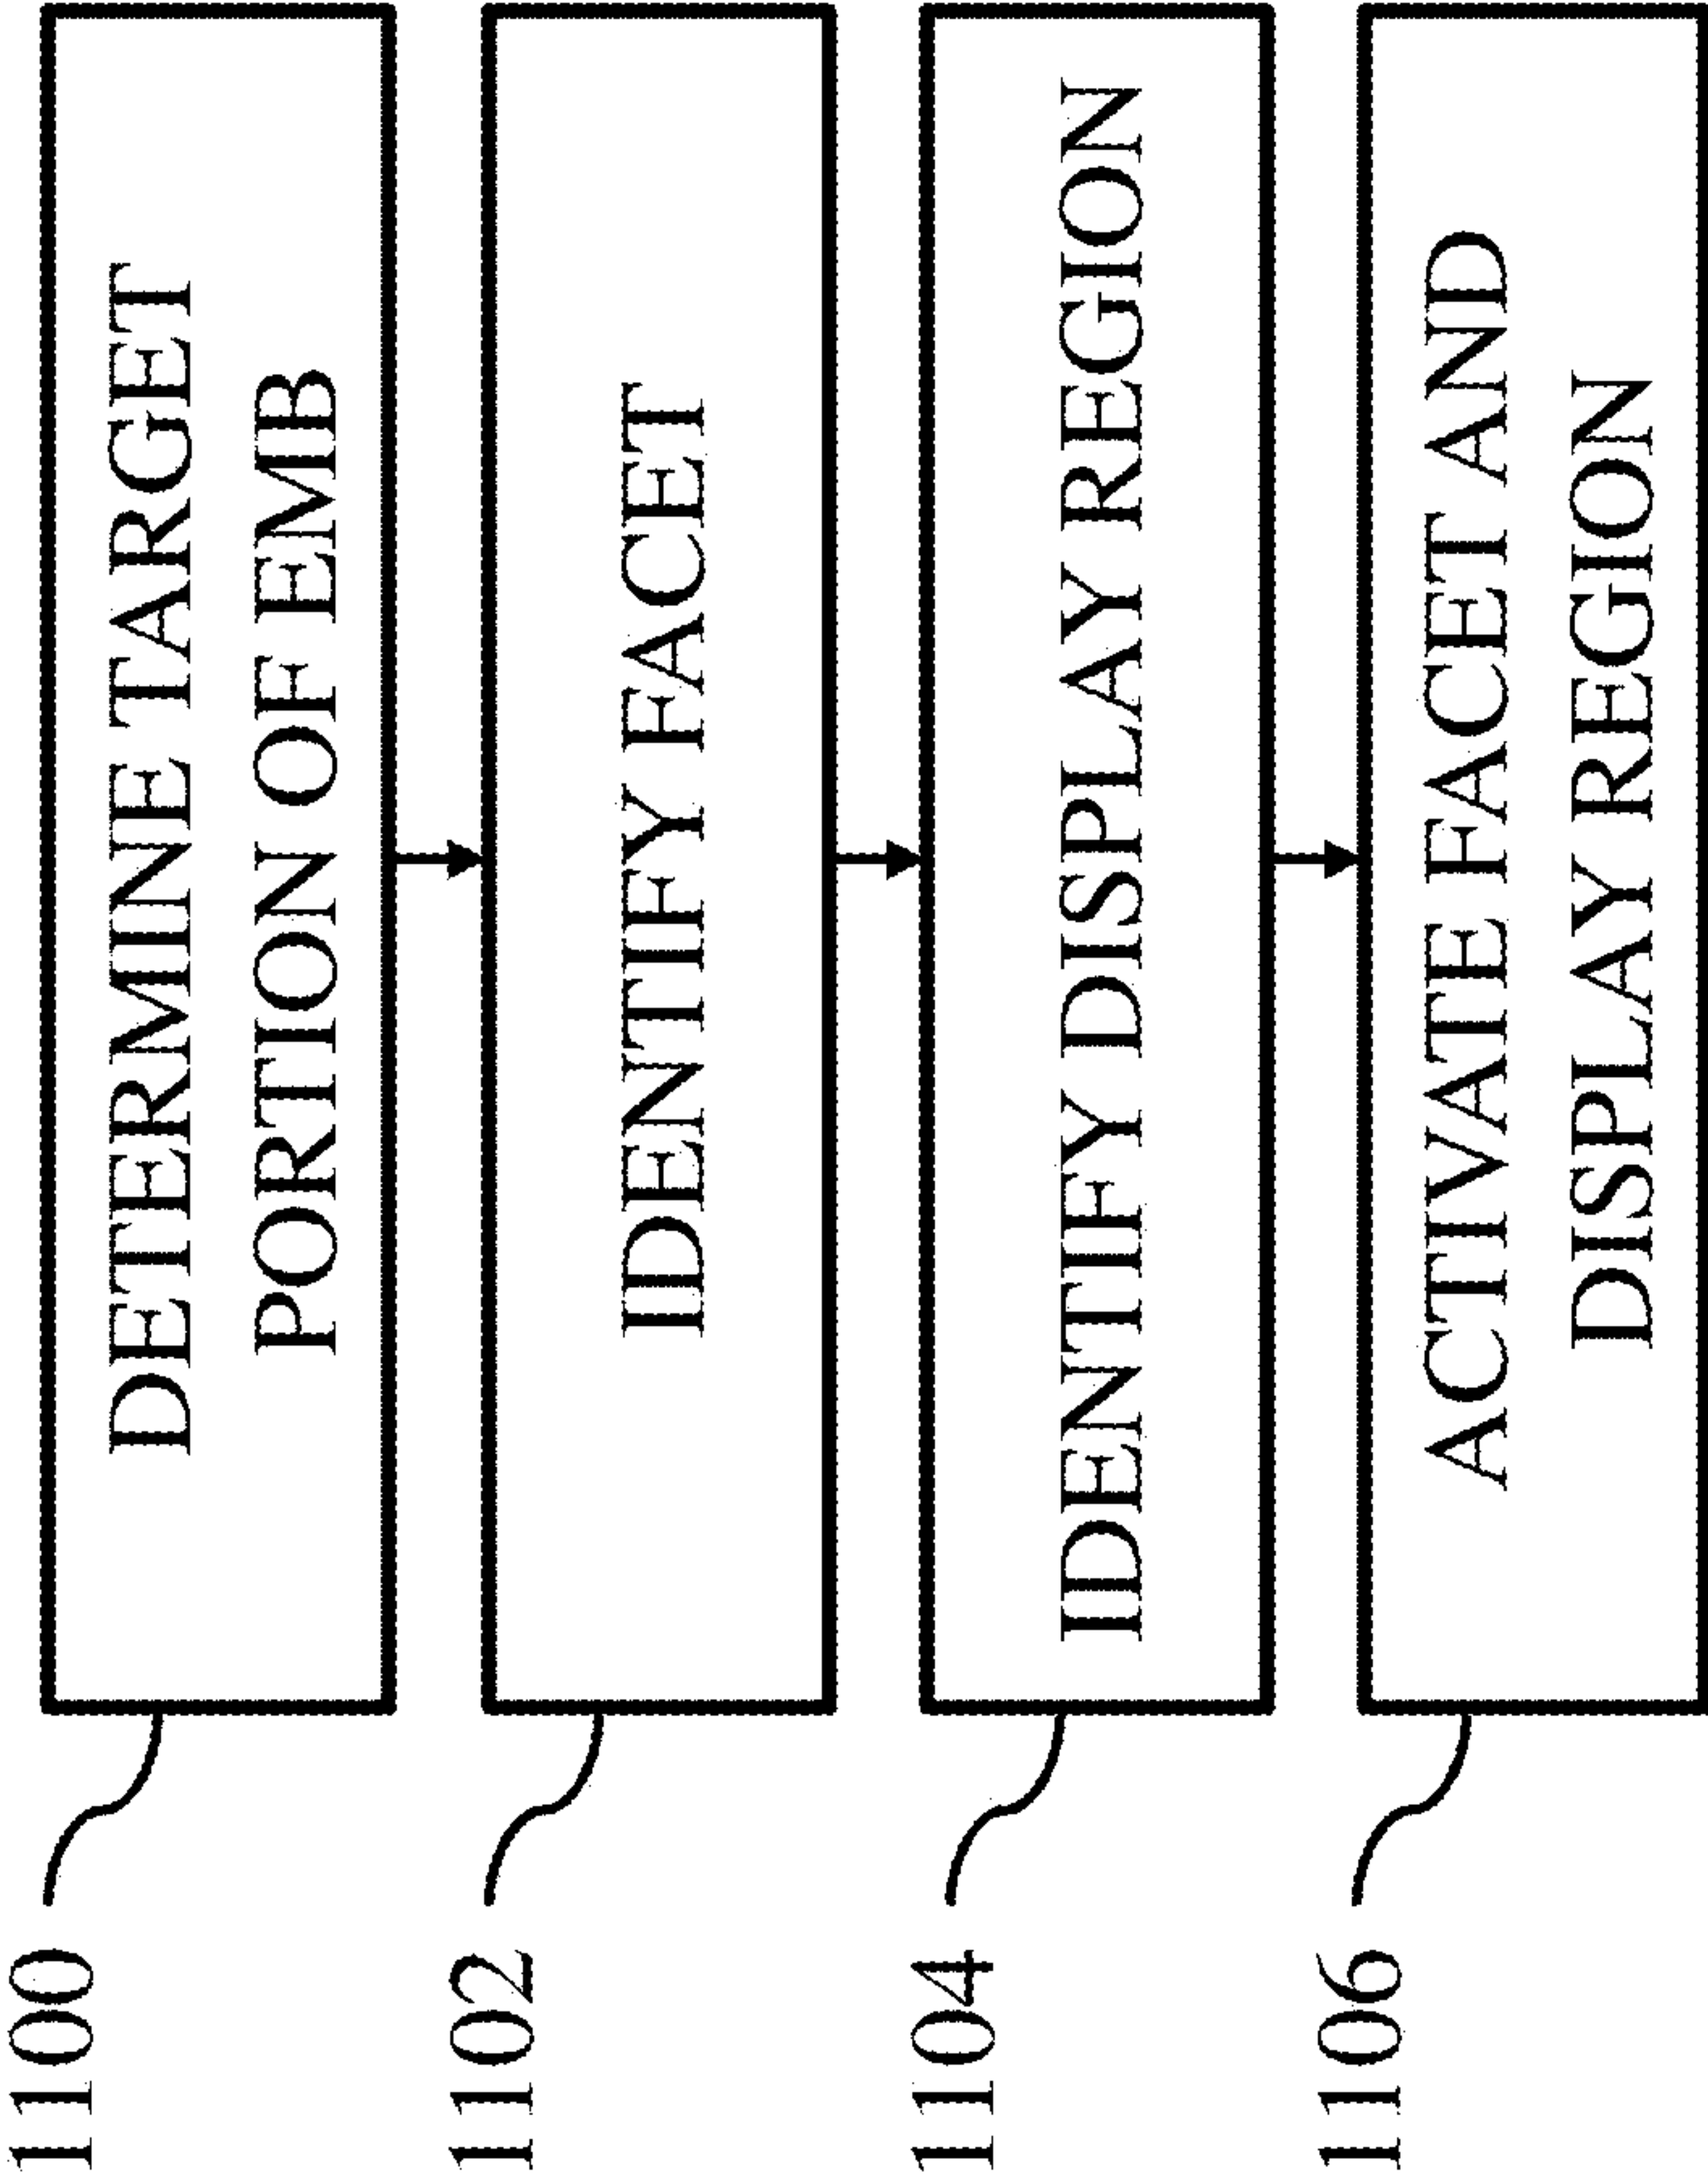 1100
DETERMINE TARGET
PORTION OF EMB
1102
IDENTIFY FACET
1104
IDENTIFY DISPLAY REGION
1106
ACTIVATE FACET AND
DISPLAY REGION